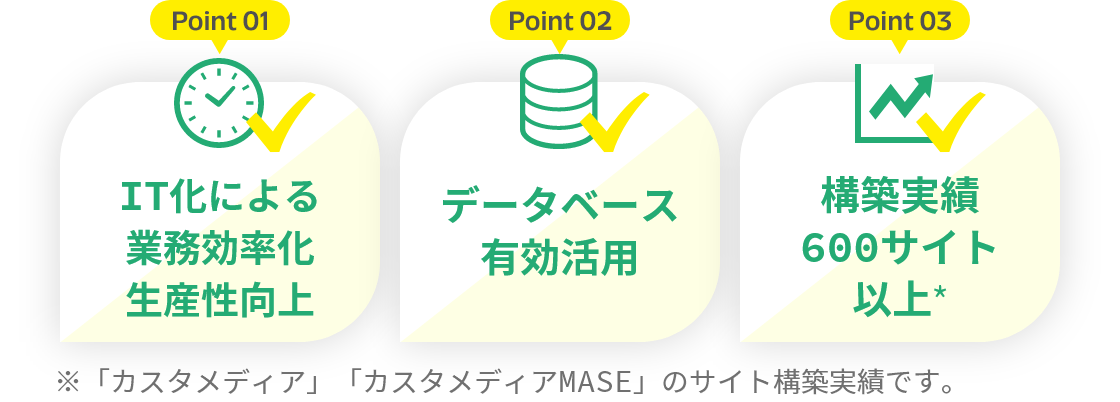 Point 01
IT化による
業務効率化
生産性向上
Point 02
データベース
有効活用
Point 03
構築実績
600サイト
以上*
※「カスタメディア」「カスタメディアMASE」のサイト構築実績です。